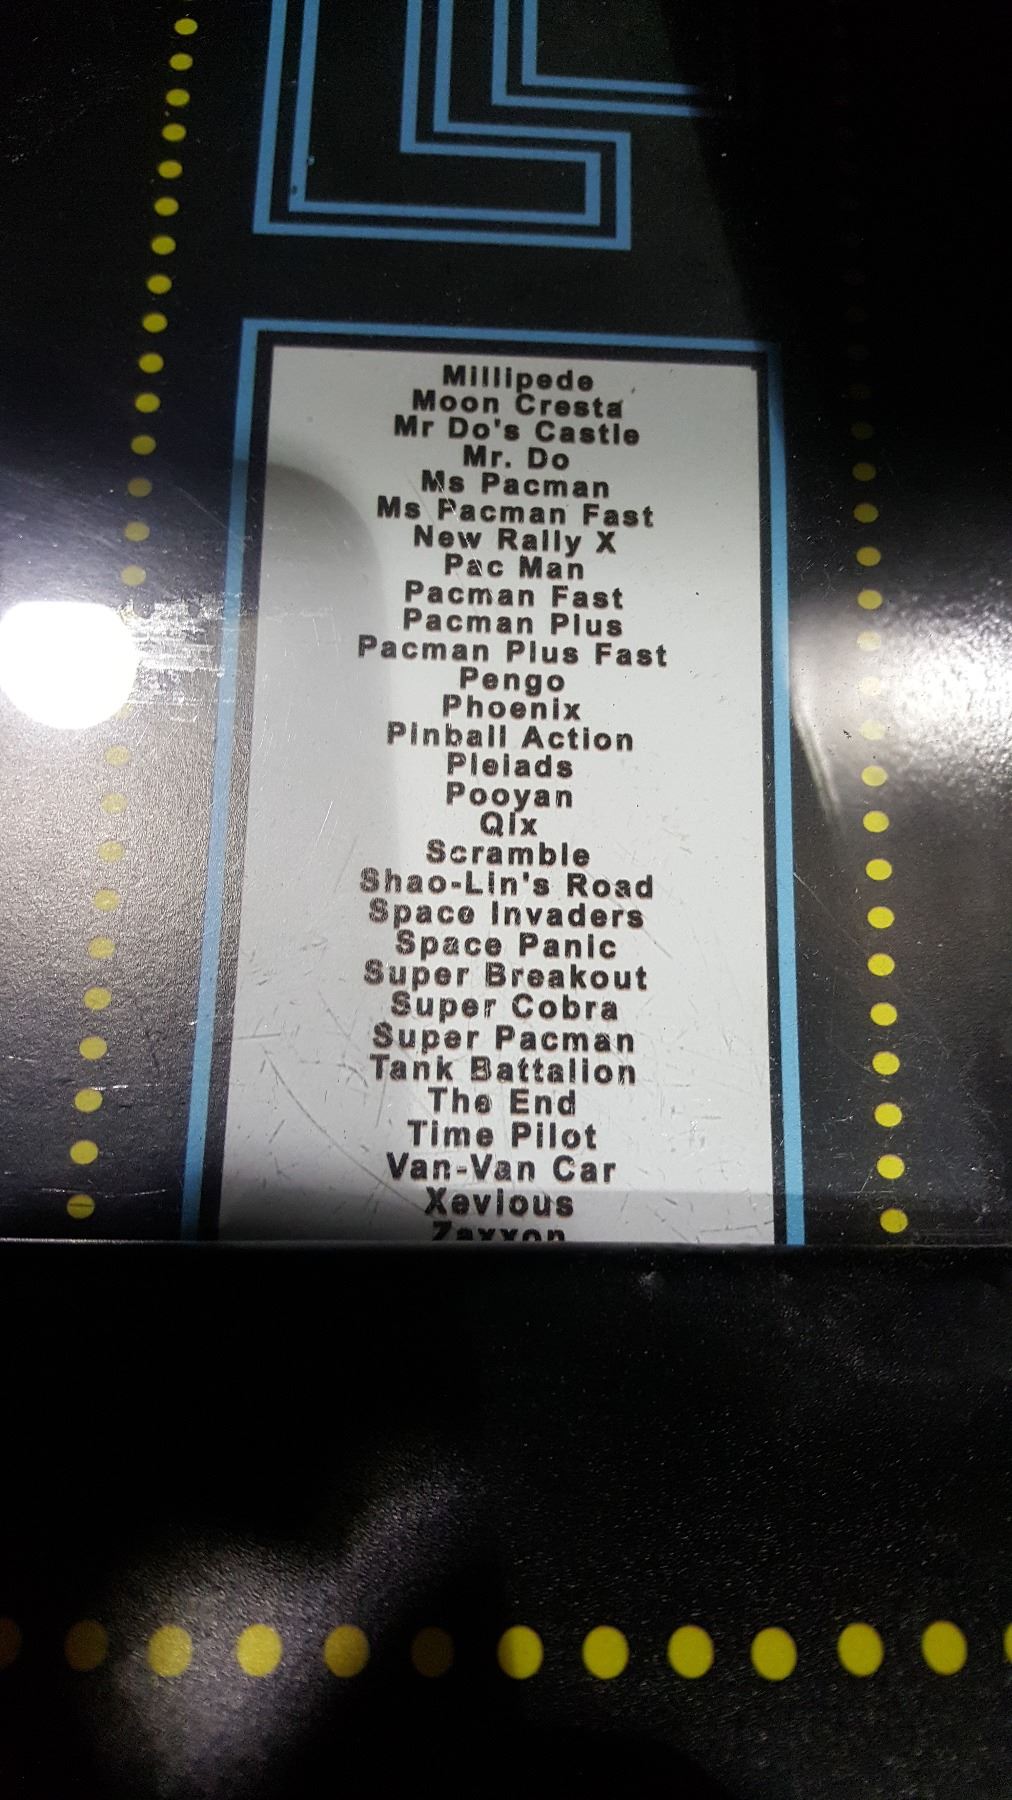 Millipede
Moon Cresta
Mr Do's Castle
Mr. Do
Ms Pacman
Ms Pacman Fast
New Rally X
Pac Man
Pacman Fast
Pacman Plus
Pacman Plus Fast
Pengo
Phoenix
Pinball Action
Pleiads
Pooyan
Qix
Scramble
Shao-Lin's Road
Space Invaders
Space Panic
Super Breakout
Super Cobra
Super Pacman
Tank Battalion
The End
Time Pilot
Van-Van Car
Xevious
Zaxxon